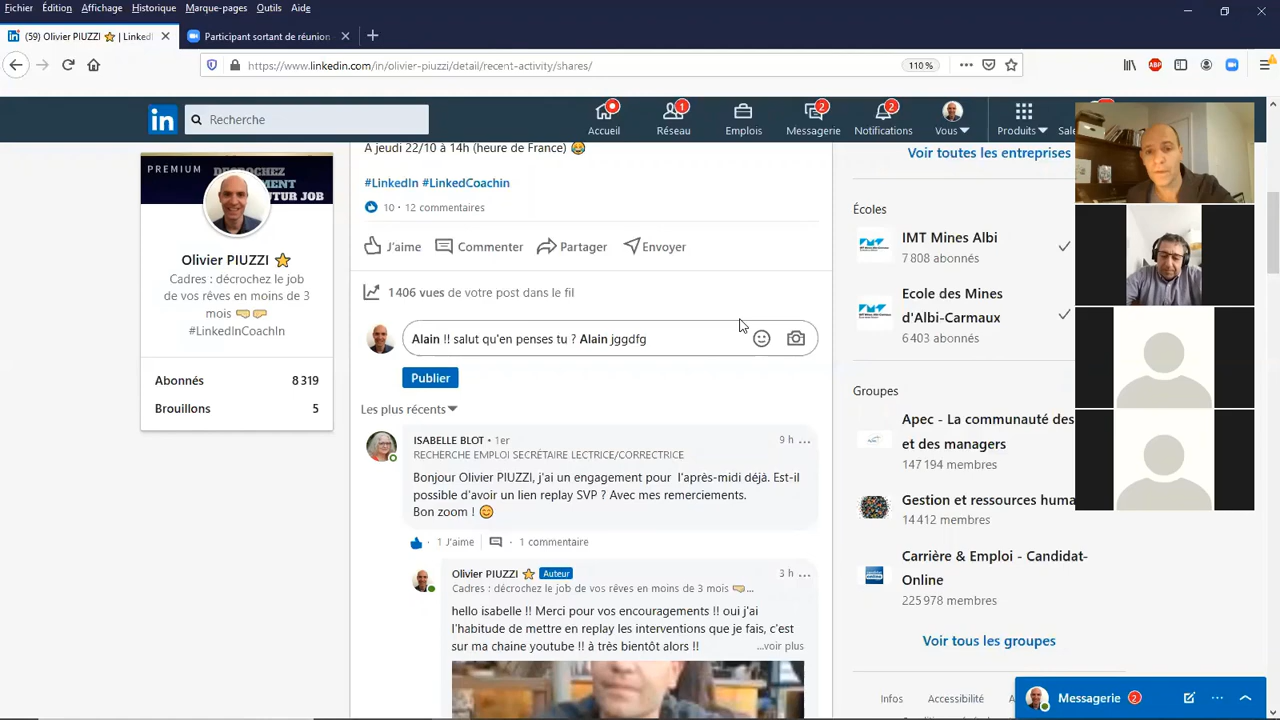 Fichier Édition Affichage Historique Marque-pages Outils Aide
(59) Olivier PIUZZI ⭐ | LinkedI
Participant sortant de réunion
https://www.linkedin.com/in/olivier-piuzzi/detail/recent-activity/shares/
110 %
ABP
in
Recherche
Accueil
1
Réseau
Emplois
2
Messagerie
2
Notifications
Vous
Produits
PREMIUM
Olivier PIUZZI ⭐
Cadres : décrochez le job
de vos rêves en moins de 3
mois 🤜🤛
#LinkedInCoachIn
Abonnés 8 319
Brouillons 5
A jeudi 22/10 à 14h (heure de France) 😂
#LinkedIn #LinkedCoachin
10 · 12 commentaires
J'aime Commenter Partager Envoyer
1 406 vues de votre post dans le fil
Alain !! salut qu'en penses tu ? Alain jggdfg
Publier
Les plus récents
ISABELLE BLOT • 1er 9 h ...
RECHERCHE EMPLOI SECRÉTAIRE LECTRICE/CORRECTRICE
Bonjour Olivier PIUZZI, j'ai un engagement pour l'après-midi déjà. Est-il
possible d'avoir un lien replay SVP ? Avec mes remerciements.
Bon zoom ! 😊
1 J'aime · 1 commentaire
Olivier PIUZZI ⭐ Auteur 3 h ...
Cadres : décrochez le job de vos rêves en moins de 3 mois 🤜...
hello isabelle !! Merci pour vos encouragements !! oui j'ai
l'habitude de mettre en replay les interventions que je fais, c'est
sur ma chaine youtube !! à très bientôt alors !! ...voir plus
Voir toutes les entreprises
Écoles
IMT Mines Albi
7 808 abonnés
Ecole des Mines
d'Albi-Carmaux
6 403 abonnés
Groupes
Apec - La communauté des
et des managers
147 194 membres
Gestion et ressources huma
14 412 membres
Carrière & Emploi - Candidat-
Online
225 978 membres
Voir tous les groupes
Infos Accessibilité
Messagerie 2